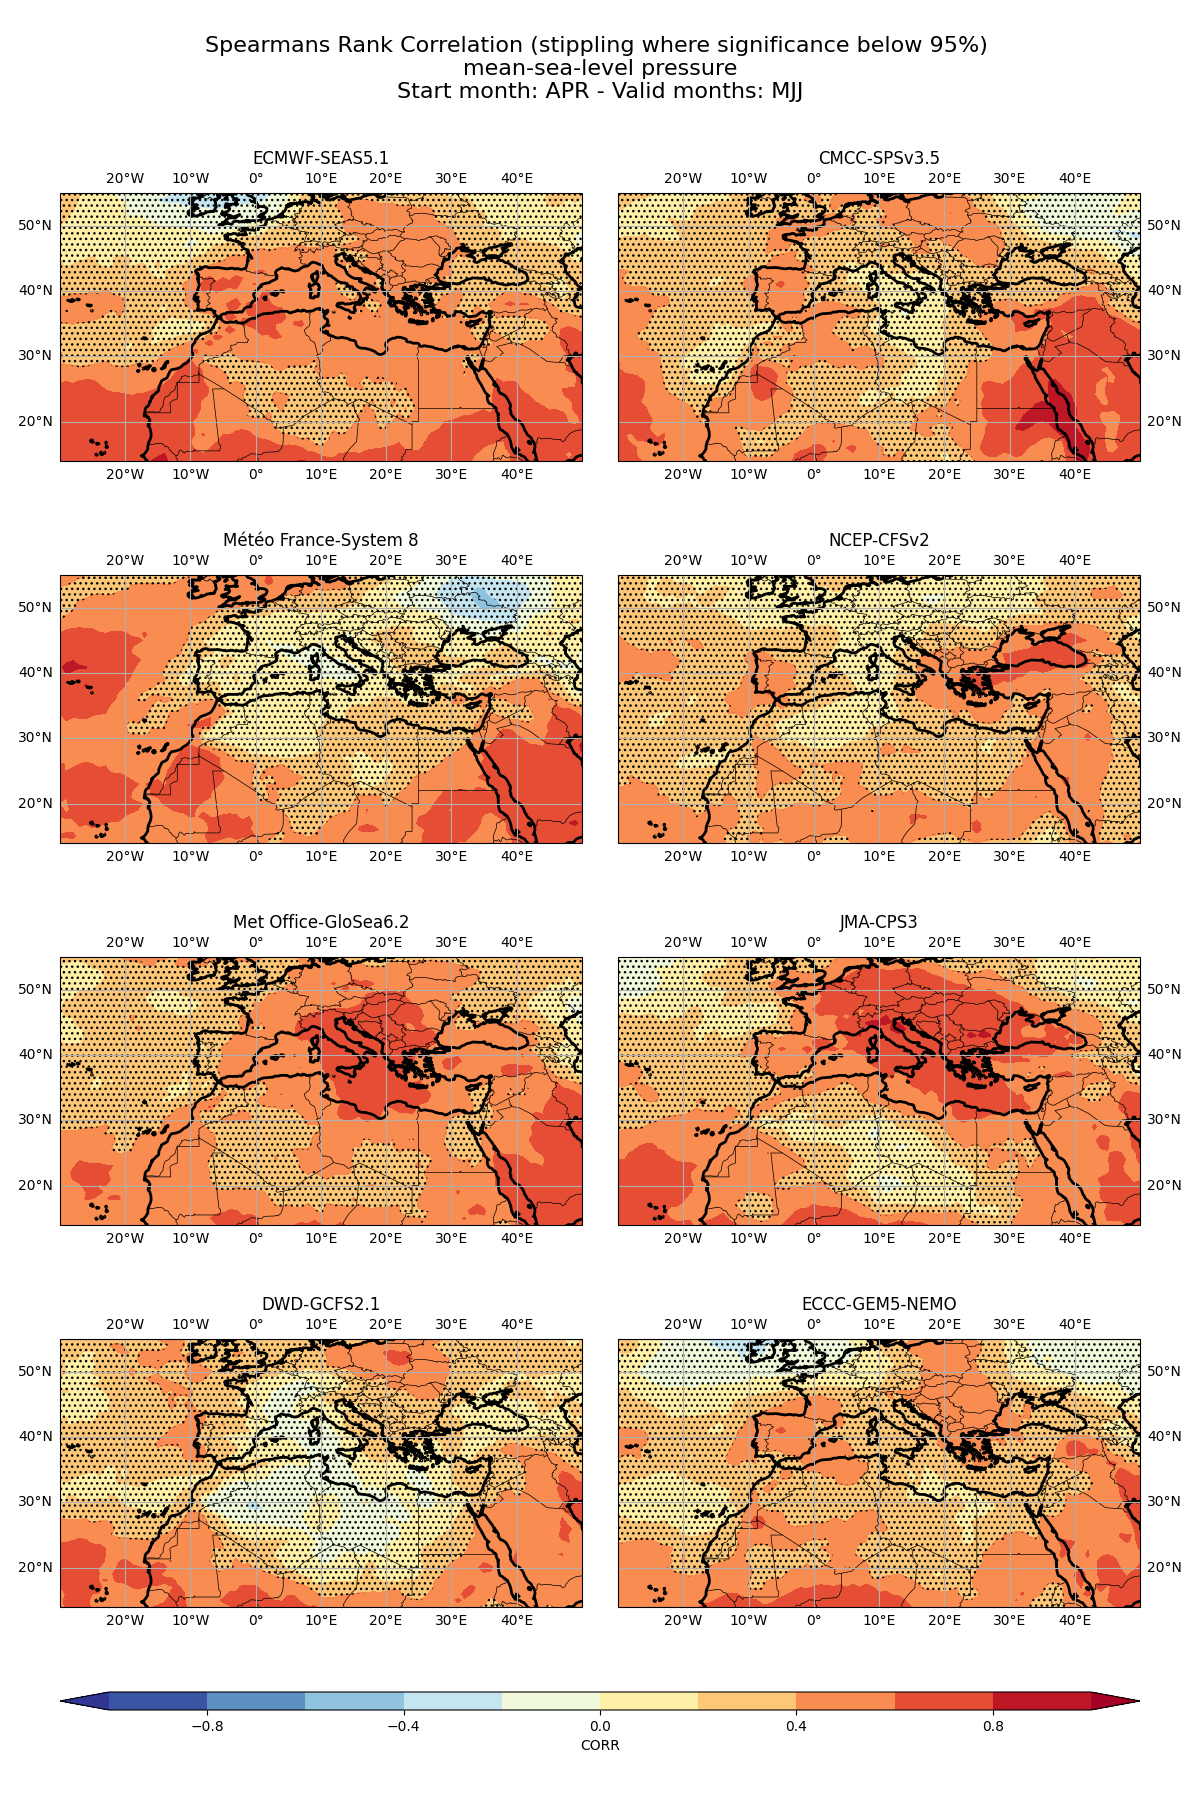 Spearmans Rank Correlation (stippling where significance below 95%)
mean-sea-level pressure
Start month: APR - Valid months: MJJ
ECMWF-SEAS5.1 CMCC-SPSv3.5
20°W 10°W 0° 10°E 20°E 30°E 40°E 20°W 10°W 0° 10°E 20°E 30°E 40°E
50°N 50°N
40°N 40°N
30°N 30°N
20°N 20°N
20°W 10°W 0° 10°E 20°E 30°E 40°E 20°W 10°W 0° 10°E 20°E 30°E 40°E
Météo France-System 8 NCEP-CFSv2
20°W 10°W 0° 10°E 20°E 30°E 40°E 20°W 10°W 0° 10°E 20°E 30°E 40°E
50°N 50°N
40°N 40°N
30°N 30°N
20°N 20°N
20°W 10°W 0° 10°E 20°E 30°E 40°E 20°W 10°W 0° 10°E 20°E 30°E 40°E
Met Office-GloSea6.2 JMA-CPS3
20°W 10°W 0° 10°E 20°E 30°E 40°E 20°W 10°W 0° 10°E 20°E 30°E 40°E
50°N 50°N
40°N 40°N
30°N 30°N
20°N 20°N
20°W 10°W 0° 10°E 20°E 30°E 40°E 20°W 10°W 0° 10°E 20°E 30°E 40°E
DWD-GCFS2.1 ECCC-GEM5-NEMO
20°W 10°W 0° 10°E 20°E 30°E 40°E 20°W 10°W 0° 10°E 20°E 30°E 40°E
50°N 50°N
40°N 40°N
30°N 30°N
20°N 20°N
20°W 10°W 0° 10°E 20°E 30°E 40°E 20°W 10°W 0° 10°E 20°E 30°E 40°E
−0.8 −0.4 0.0 0.4 0.8
CORR